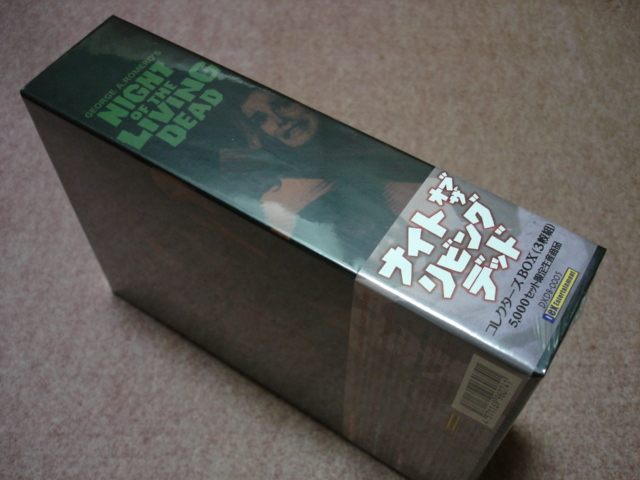 GEORGE A. ROMERO'S
NIGHT
OF THE
LIVING
DEAD
ナイト オブ ザ
リビング
デッド
コレクターズBOX(3枚組)
5,000セット限定生産商品
DXDB-0005